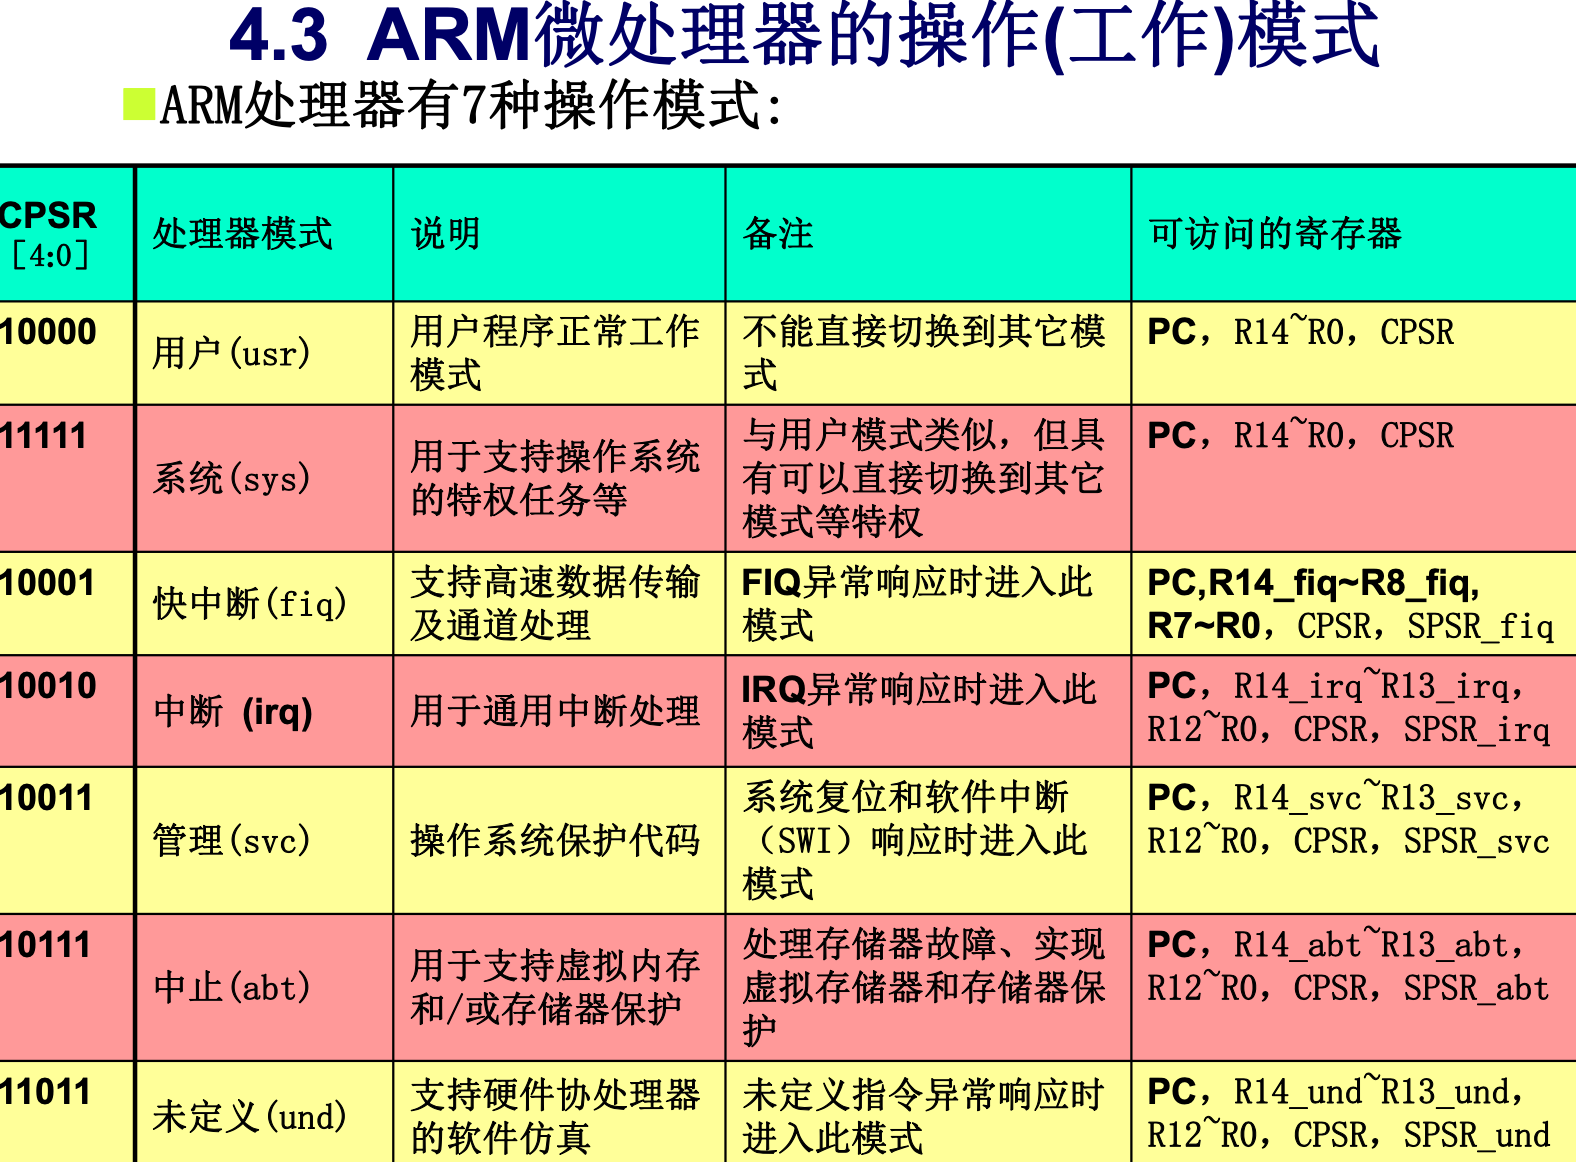 4.3 ARM微处理器的操作(工作)模式
ARM处理器有7种操作模式:
CPSR
[4:0]
处理器模式
说明
备注
可访问的寄存器
10000
用户(usr)
用户程序正常工作
模式
不能直接切换到其它模
式
PC, R14~R0, CPSR
11111
系统(sys)
用于支持操作系统
的特权任务等
与用户模式类似，但具
有可以直接切换到其它
模式等特权
PC, R14~R0, CPSR
10001
快中断(fiq)
支持高速数据传输
及通道处理
FIQ异常响应时进入此
模式
PC,R14_fiq~R8_fiq,
R7~R0, CPSR, SPSR_fiq
10010
中断 (irq)
用于通用中断处理
IRQ异常响应时进入此
模式
PC, R14_irq~R13_irq,
R12~R0, CPSR, SPSR_irq
10011
管理(svc)
操作系统保护代码
系统复位和软件中断
（SWI）响应时进入此
模式
PC, R14_svc~R13_svc,
R12~R0, CPSR, SPSR_svc
10111
中止(abt)
用于支持虚拟内存
和/或存储器保护
处理存储器故障、实现
虚拟存储器和存储器保
护
PC, R14_abt~R13_abt,
R12~R0, CPSR, SPSR_abt
11011
未定义(und)
支持硬件协处理器
的软件仿真
未定义指令异常响应时
进入此模式
PC, R14_und~R13_und,
R12~R0, CPSR, SPSR_und